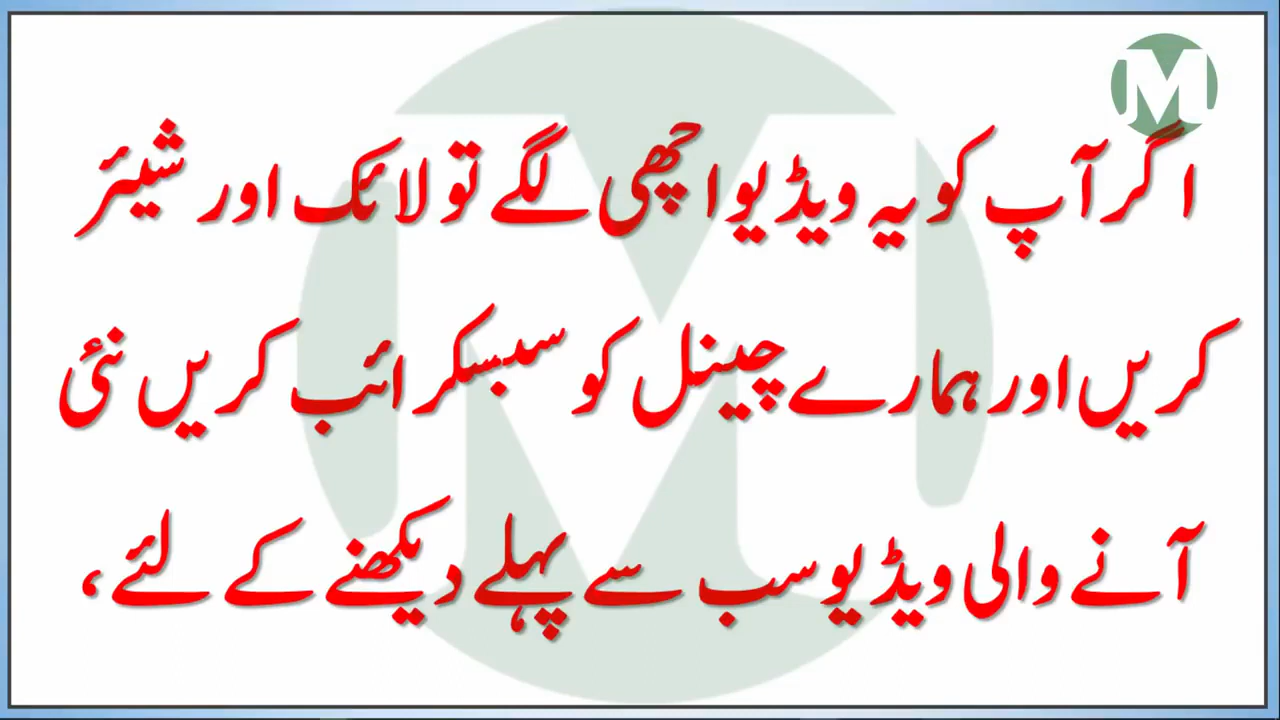 اگر آپ کو یہ ویڈیو اچھی لگے تو لائک اور شیئر
کریں اور ہمارے چینل کو سبسکرائب کریں نئی
آنے والی ویڈیو سب سے پہلے دیکھنے کے لئے،
M